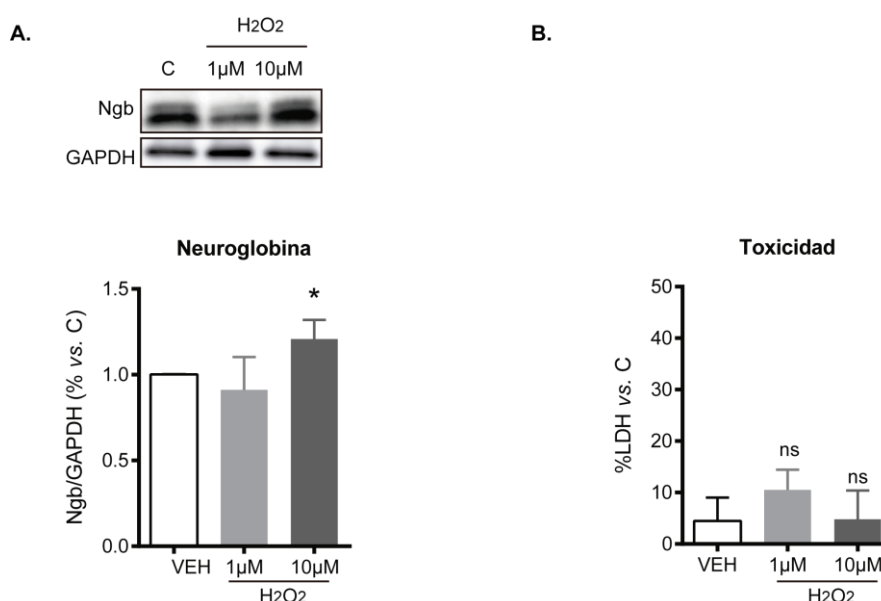 A.
H2O2
C 1µM 10µM
Ngb
GAPDH
Neuroglobina
Ngb/GAPDH (% vs. C)
1.5
1.0
0.5
0.0
*
VEH 1µM 10µM
H2O2
B.
Toxicidad
%LDH vs. C
50
40
30
20
10
0
ns
ns
VEH 1µM 10µM
H2O2